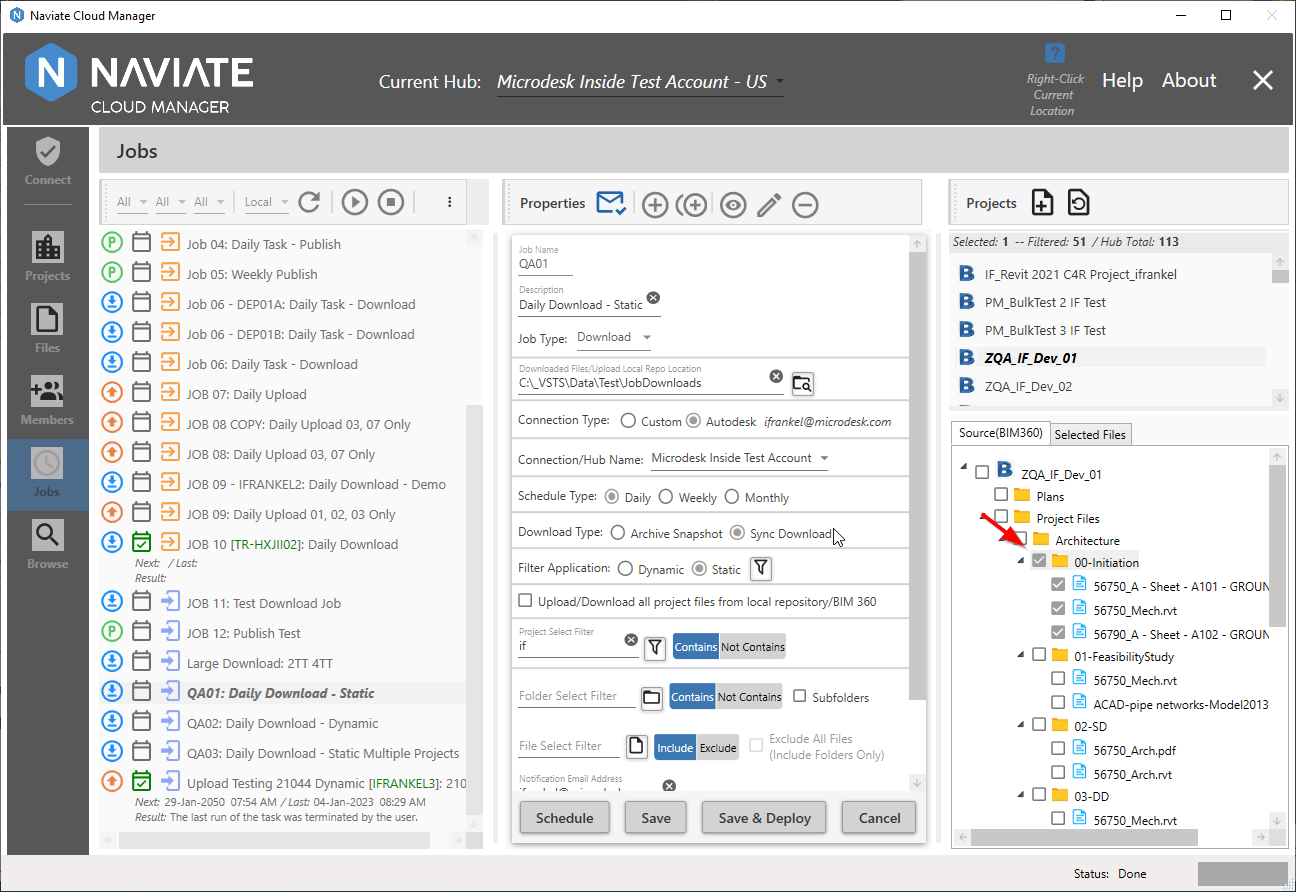 Naviate Cloud Manager
NAVIATE
CLOUD MANAGER
Current Hub: Microdesk Inside Test Account - US
Right-Click
Current
Location
Help
About
Connect
Projects
Files
Members
Jobs
Browse
Jobs
All All All Local
Job 04: Daily Task - Publish
Job 05: Weekly Publish
Job 06 - DEP01A: Daily Task - Download
Job 06 - DEP01B: Daily Task - Download
Job 06: Daily Task - Download
JOB 07: Daily Upload
JOB 08 COPY: Daily Upload 03, 07 Only
JOB 08: Daily Upload 03, 07 Only
JOB 09 - IFRANKEL2: Daily Download - Demo
JOB 09: Daily Upload 01, 02, 03 Only
JOB 10 [TR-HXJII02]: Daily Download
Next: / Last:
Result:
JOB 11: Test Download Job
JOB 12: Publish Test
Large Download: 2TT 4TT
QA01: Daily Download - Static
QA02: Daily Download - Dynamic
QA03: Daily Download - Static Multiple Projects
Upload Testing 21044 Dynamic [IFRANKEL3]: 210
Next: 29-Jan-2050 07:54 AM / Last: 04-Jan-2023 08:29 AM
Result: The last run of the task was terminated by the user.
Properties
Job Name
QA01
Description
Daily Download - Static
Job Type: Download
Downloaded Files/Upload Local Repo Location
C:\_VSTS\Data\Test\JobDownloads
Connection Type: Custom Autodesk ifrankel@microdesk.com
Connection/Hub Name: Microdesk Inside Test Account
Schedule Type: Daily Weekly Monthly
Download Type: Archive Snapshot Sync Download
Filter Application: Dynamic Static
Upload/Download all project files from local repository/BIM 360
Project Select Filter
if
Contains Not Contains
Folder Select Filter Contains Not Contains Subfolders
File Select Filter Include Exclude Exclude All Files
(Include Folders Only)
Notification Email Address
Schedule Save Save & Deploy Cancel
Projects
Selected: 1 -- Filtered: 51 / Hub Total: 113
IF_Revit 2021 C4R Project_ifrankel
PM_BulkTest 2 IF Test
PM_BulkTest 3 IF Test
ZQA_IF_Dev_01
ZQA_IF_Dev_02
Source(BIM360) Selected Files
ZQA_IF_Dev_01
Plans
Project Files
Architecture
00-Initiation
56750_A - Sheet - A101 - GROUN
56750_Mech.rvt
56790_A - Sheet - A102 - GROUN
01-FeasibilityStudy
56750_Mech.rvt
ACAD-pipe networks-Model2013
02-SD
56750_Arch.pdf
56750_Arch.rvt
03-DD
56750_Mech.rvt
Status: Done